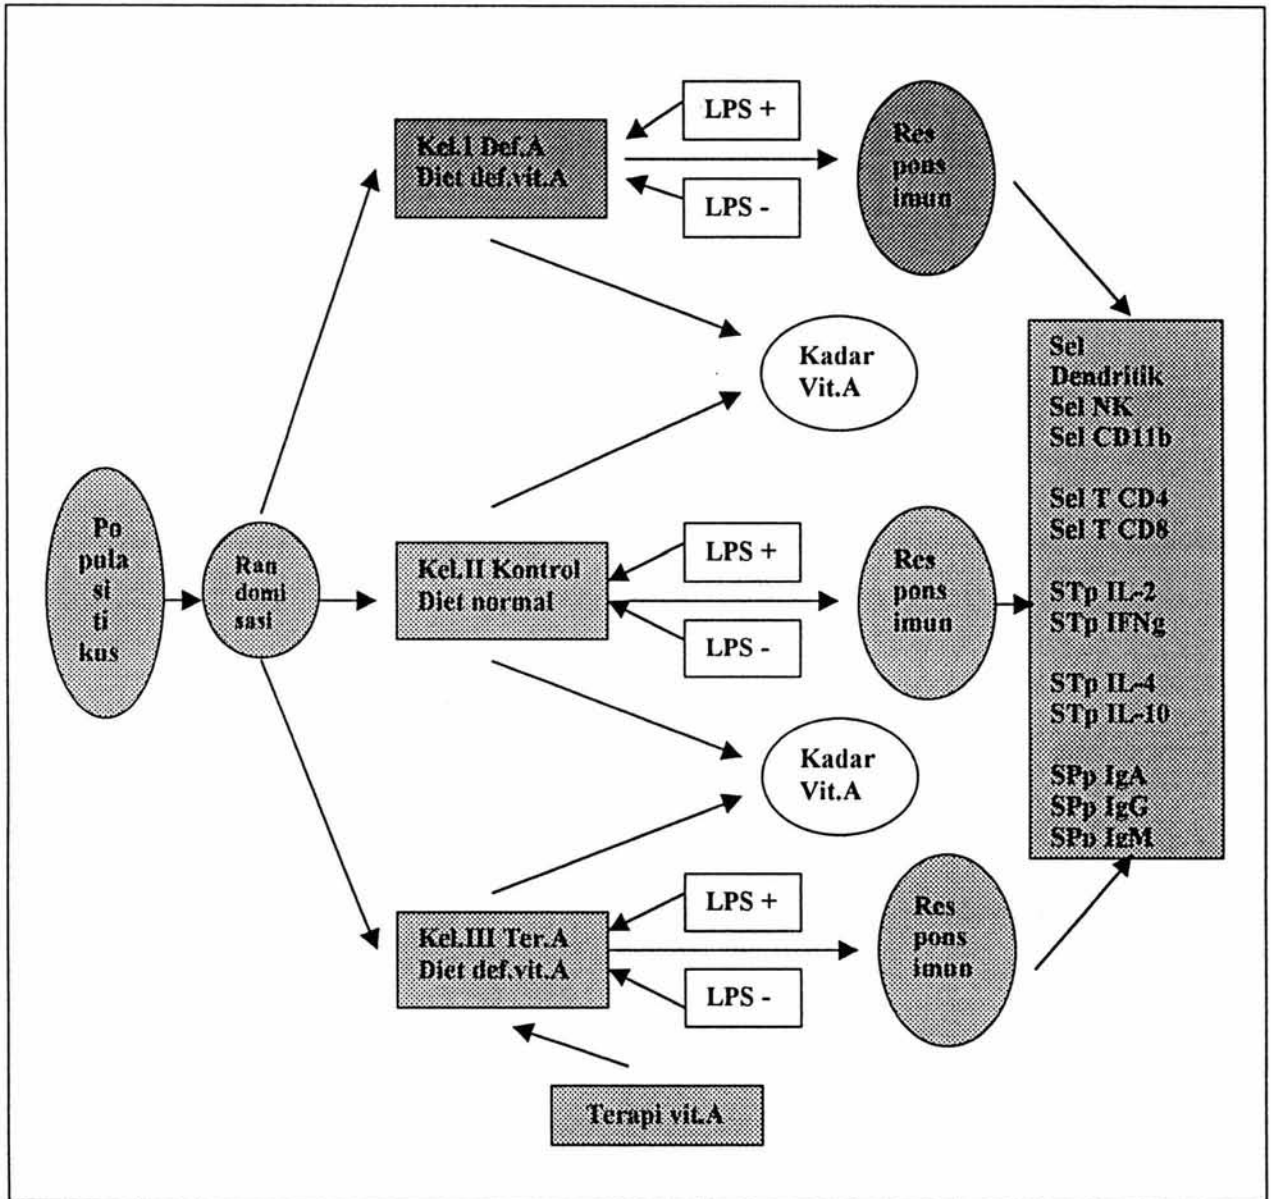 LPS +
Kel.I Def.A
Diet def.vit.A
LPS -
Res
pons
imun
Kadar
Vit.A
Po
pula
si
ti
kus
Ran
domi
sasi
Kel.II Kontrol
Diet normal
LPS +
LPS -
Res
pons
imun
Sel
Dendritik
Sel NK
Sel CD11b
Sel T CD4
Sel T CD8
STp IL-2
STp IFNg
STp IL-4
STp IL-10
SPp IgA
SPp IgG
SPp IgM
Kadar
Vit.A
Kel.III Ter.A
Diet def.vit.A
LPS +
LPS -
Res
pons
imun
Terapi vit.A